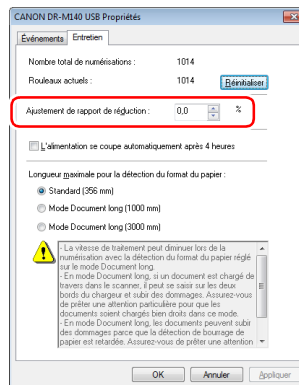 CANON DR-M140 USB Propriétés
Événements Entretien
Nombre total de numérisations : 1014
Rouleaux actuels : 1014 Réinitialiser
Ajustement de rapport de réduction : 0,0 %
L'alimentation se coupe automatiquement après 4 heures
Longueur maximale pour la détection du format du papier :
Standard (356 mm)
Mode Document long (1000 mm)
Mode Document long (3000 mm)
- La vitesse de traitement peut diminuer lors de la
numérisation avec la détection du format du papier réglé
sur le mode Document long.
- En mode Document long, si un document est chargé de
travers dans le scanner, il peut se saisir sur les deux
bords du chargeur et subir des dommages. Assurez-vous
de prêter une attention particulière pour que les
documents soient chargés bien droits dans ce mode.
- En mode Document long, les documents peuvent subir
des dommages parce que la détection de bourrage de
papier est retardée. Assurez-vous de prêter une attention
OK Annuler Appliquer